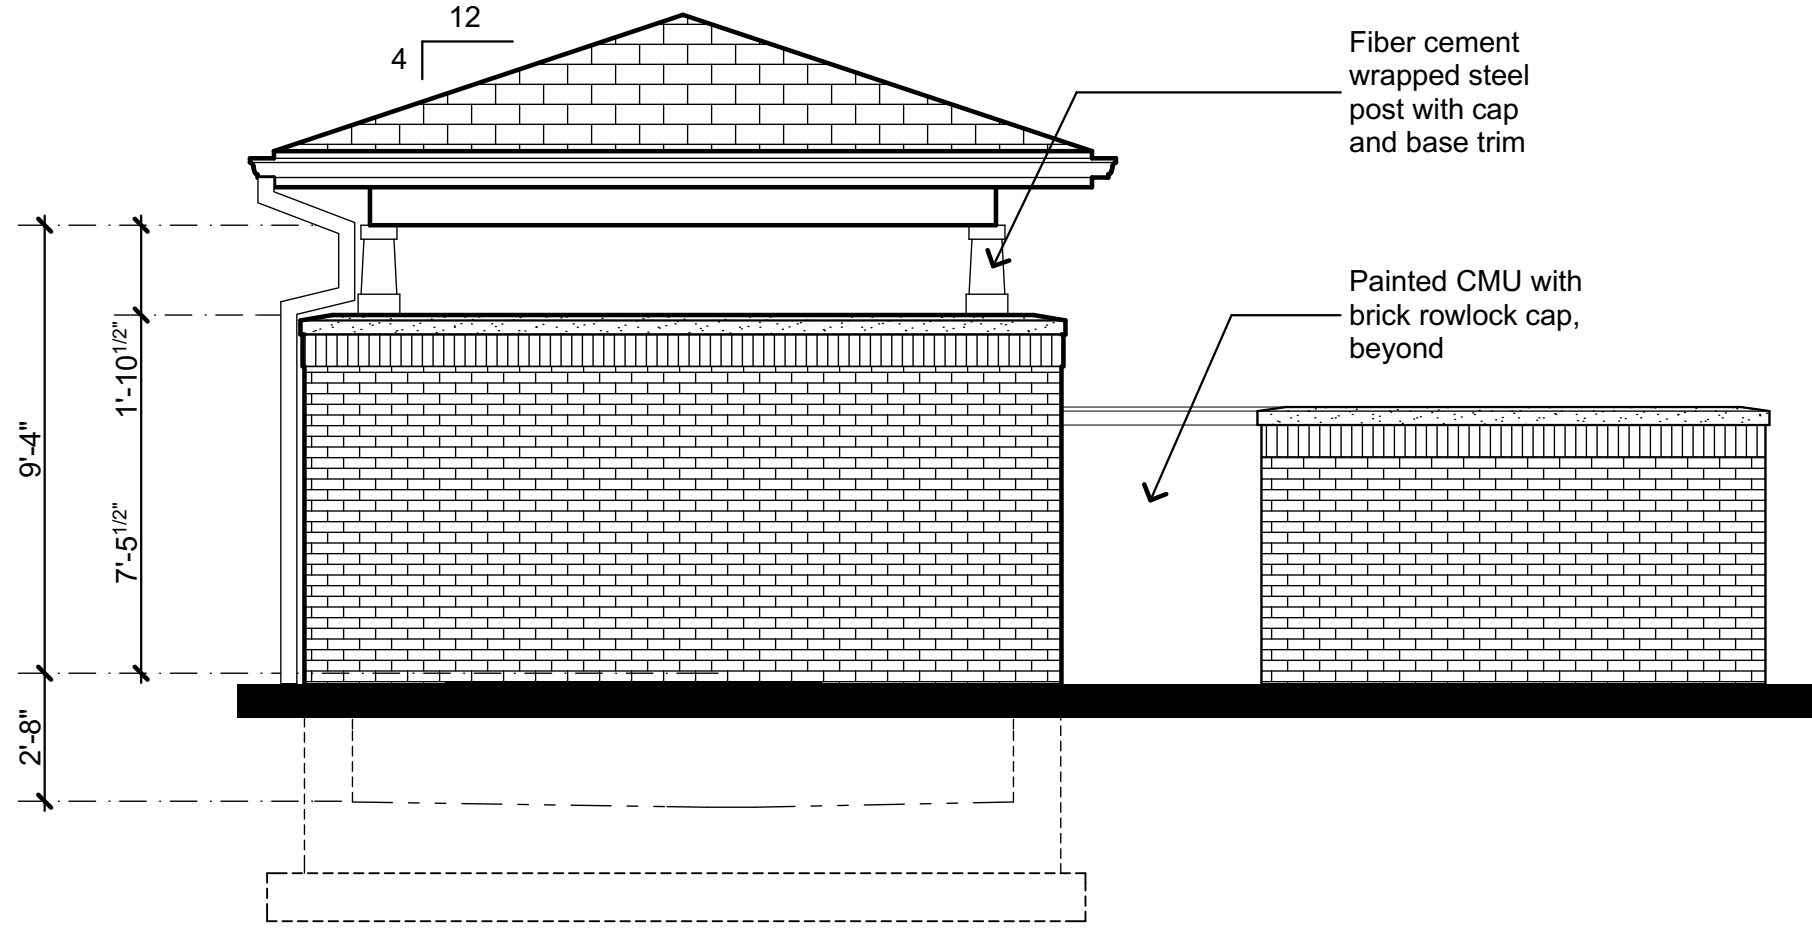 12
4
Fiber cement
wrapped steel
post with cap
and base trim
Painted CMU with
brick rowlock cap,
beyond
1'-10 1/2"
9'-4"
7'-5 1/2"
2'-8"